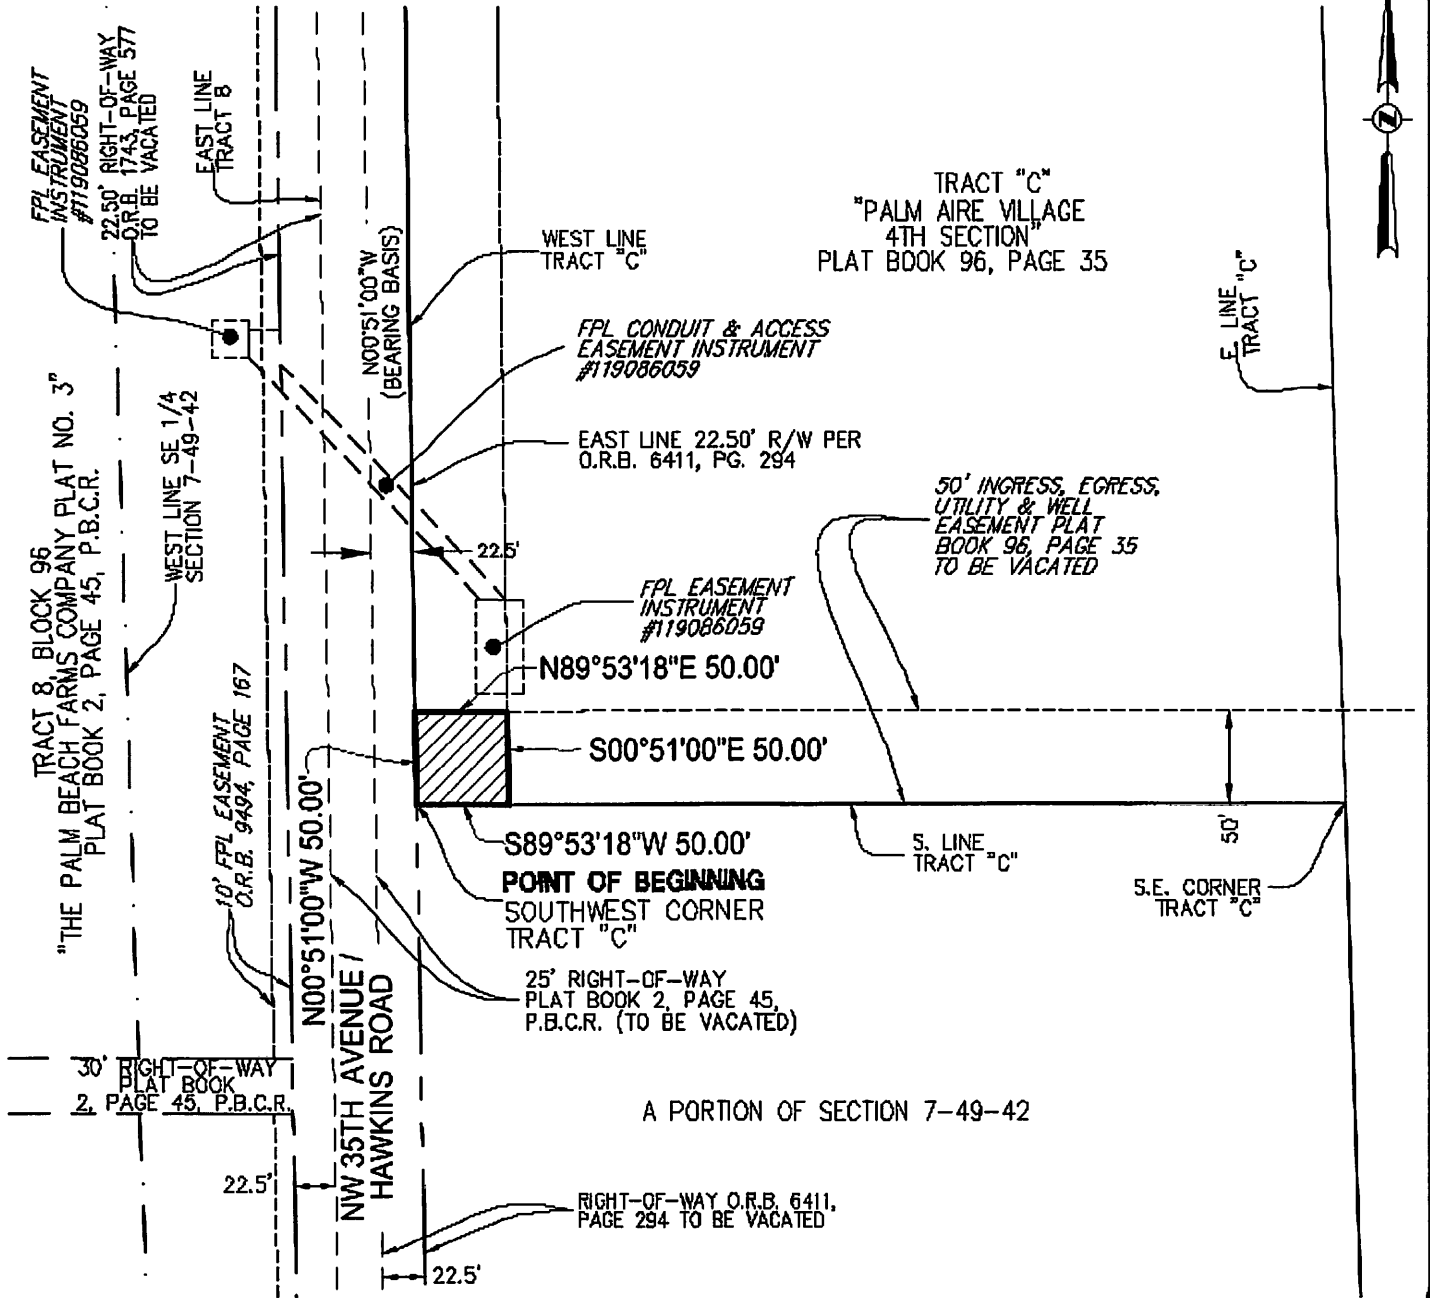 FPL EASEMENT
INSTRUMENT
#119086059
22.50' RIGHT-OF-WAY
O.R.B. 1743, PAGE 577
TO BE VACATED
EAST LINE
TRACT 8
N00°51'00"W
(BEARING BASIS)
WEST LINE
TRACT "C"
TRACT "C"
"PALM AIRE VILLAGE
4TH SECTION"
PLAT BOOK 96, PAGE 35
E. LINE
TRACT "C"
Z
FPL CONDUIT & ACCESS
EASEMENT INSTRUMENT
#119086059
EAST LINE 22.50' R/W PER
O.R.B. 6411, PG. 294
TRACT 8, BLOCK 96
"THE PALM BEACH FARMS COMPANY PLAT NO. 3"
PLAT BOOK 2, PAGE 45, P.B.C.R.
WEST LINE SE 1/4
SECTION 7-49-42
50' INGRESS, EGRESS,
UTILITY & WELL
EASEMENT PLAT
BOOK 96, PAGE 35
TO BE VACATED
22.5'
FPL EASEMENT
INSTRUMENT
#119086059
N89°53'18"E 50.00'
S00°51'00"E 50.00'
10' FPL EASEMENT
O.R.B. 9494, PAGE 167
N00°51'00"W 50.00'
S89°53'18"W 50.00'
POINT OF BEGINNING
SOUTHWEST CORNER
TRACT "C"
S. LINE
TRACT "C"
50'
S.E. CORNER
TRACT "C"
25' RIGHT-OF-WAY
PLAT BOOK 2, PAGE 45,
P.B.C.R. (TO BE VACATED)
NW 35TH AVENUE /
HAWKINS ROAD
30' RIGHT-OF-WAY
PLAT BOOK
2, PAGE 45, P.B.C.R.
A PORTION OF SECTION 7-49-42
22.5'
RIGHT-OF-WAY O.R.B. 6411,
PAGE 294 TO BE VACATED
22.5'